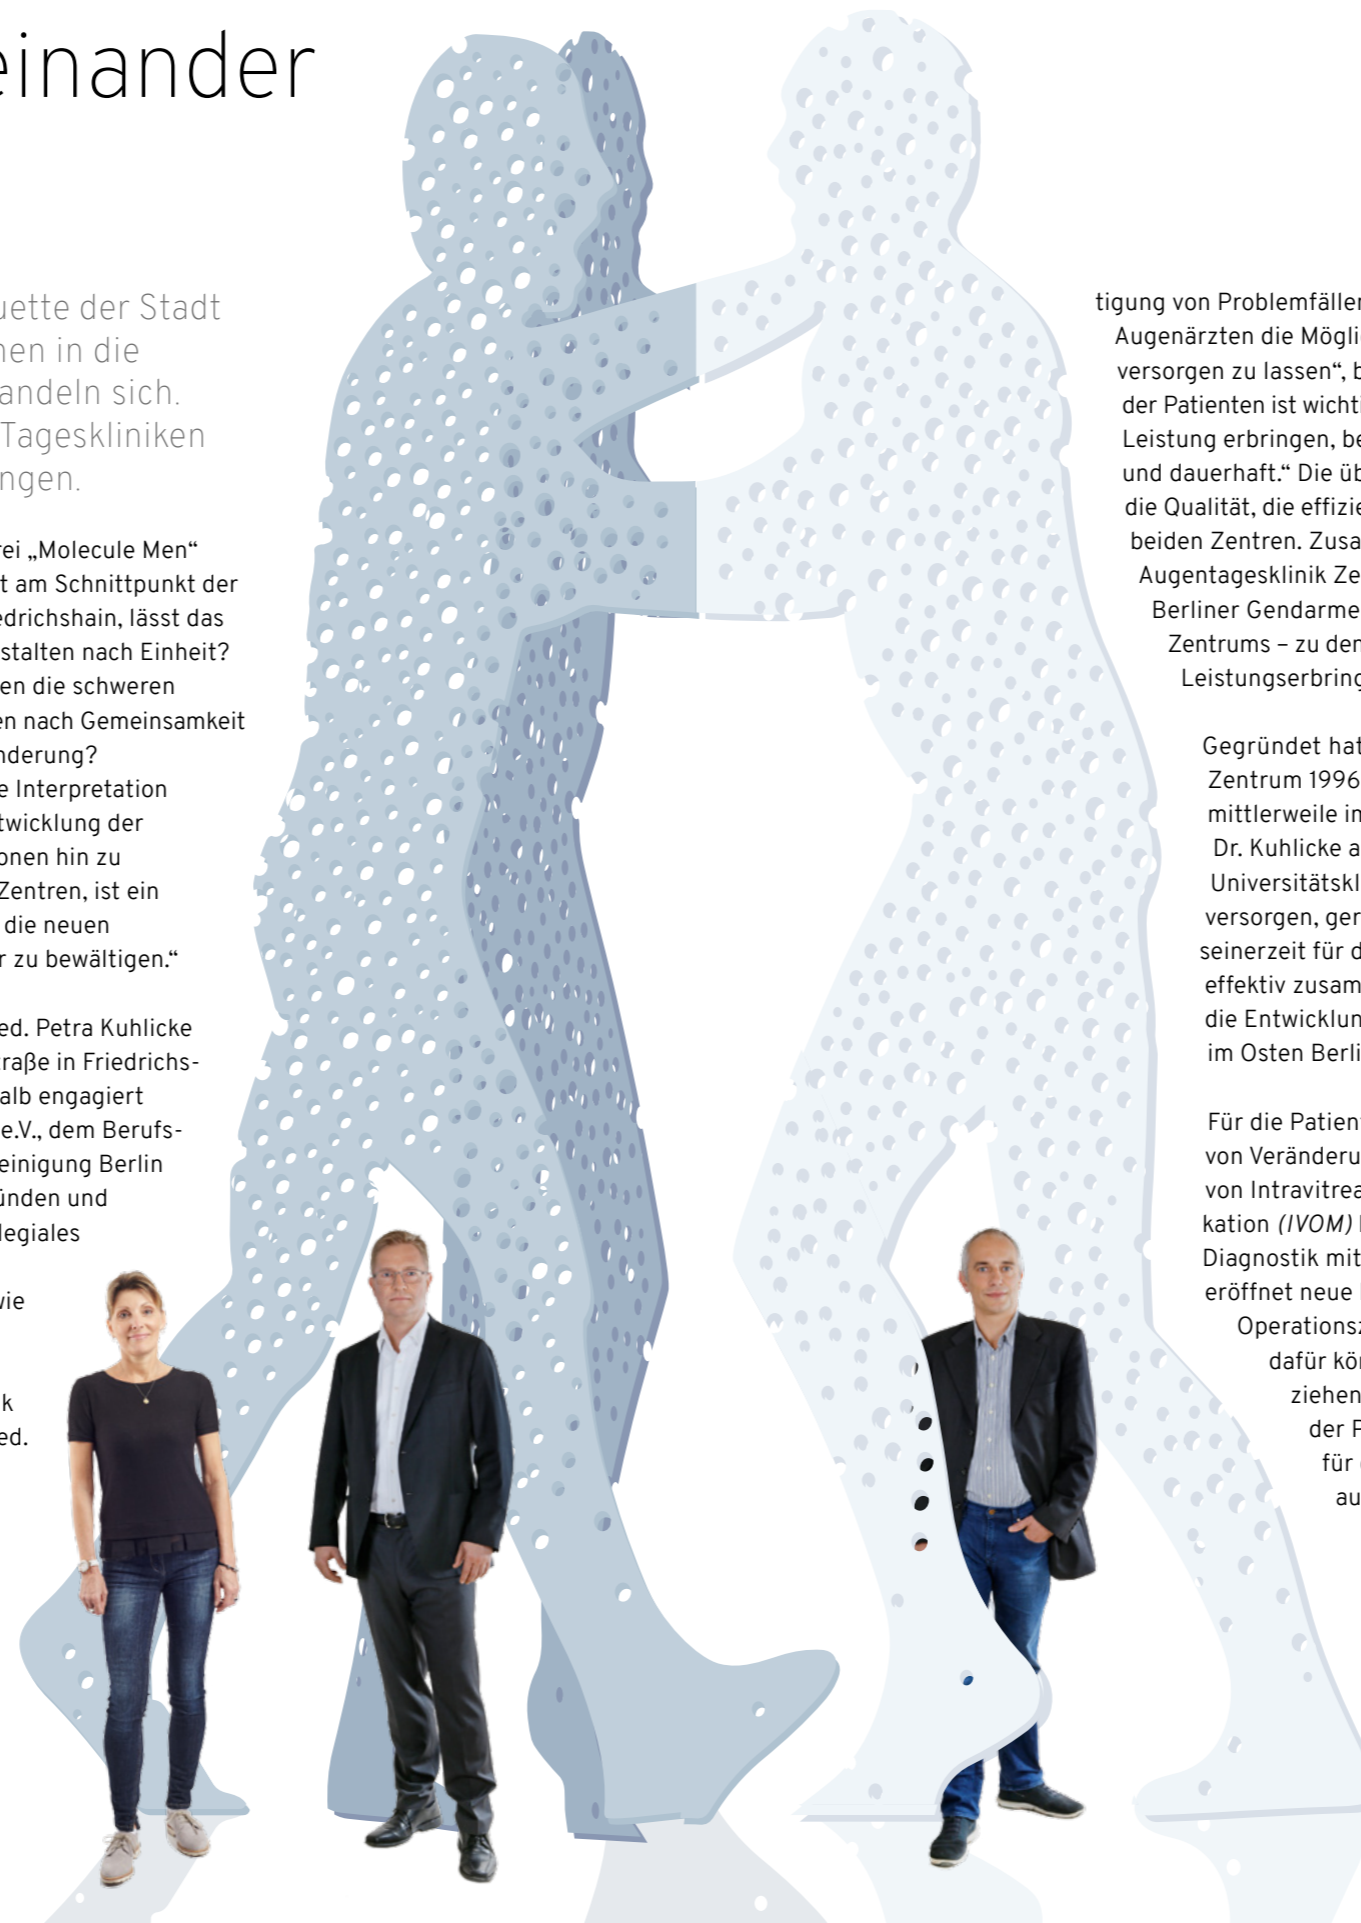 einander
uette der Stadt
nen in die
andeln sich.
Tageskliniken
ngen.
rei „Molecule Men“
t am Schnittpunkt der
edrichshain, lässt das
stalten nach Einheit?
en die schweren
en nach Gemeinsamkeit
nderung?
e Interpretation
twicklung der
onen hin zu
Zentren, ist ein
die neuen
r zu bewältigen.“
ed. Petra Kuhlicke
traße in Friedrichs-
alb engagiert
e.V., dem Berufs-
einigung Berlin
ünden und
legiales
wie
k
ed.
tigung von Problemfällen
Augenärzten die Möglic
versorgen zu lassen“, b
der Patienten ist wichti
Leistung erbringen, be
und dauerhaft.“ Die üb
die Qualität, die effizie
beiden Zentren. Zusa
Augentagesklinik Ze
Berliner Gendarme
Zentrums – zu den
Leistungserbring
Gegründet hat
Zentrum 1996
mittlerweile in
Dr. Kuhlicke a
Universitätskl
versorgen, ger
seinerzeit für d
effektiv zusam
die Entwicklun
im Osten Berli
Für die Patient
von Veränderu
von Intravitrea
kation (IVOM)
Diagnostik mit
eröffnet neue
Operationsz
dafür kön
ziehen
der P
für
au